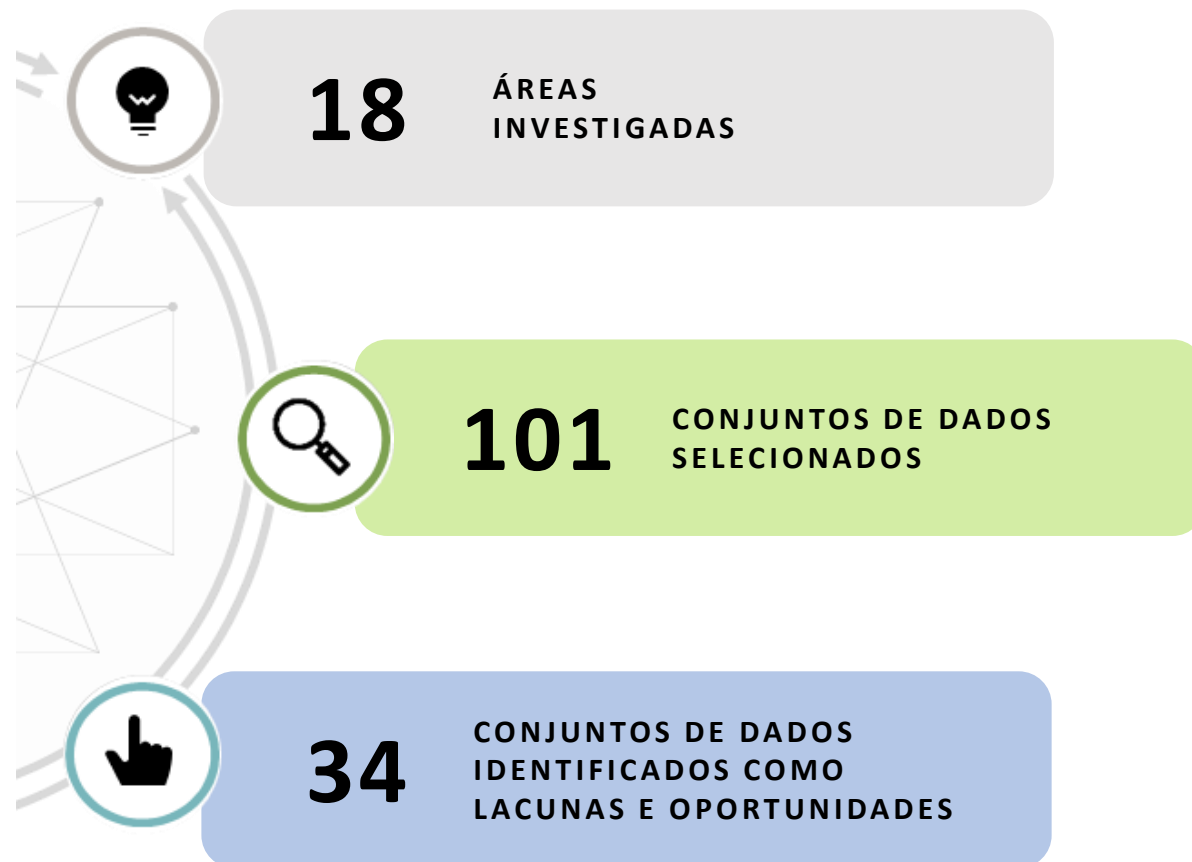 18
ÁREAS
INVESTIGADAS
101
CONJUNTOS DE DADOS
SELECIONADOS
34
CONJUNTOS DE DADOS
IDENTIFICADOS COMO
LACUNAS E OPORTUNIDADES